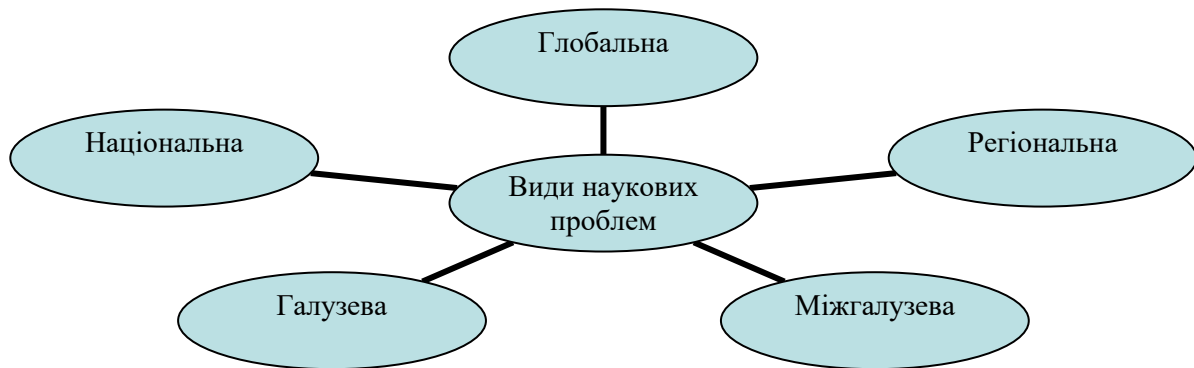 Глобальна
Національна
Регіональна
Види наукових
проблем
Галузева
Міжгалузева